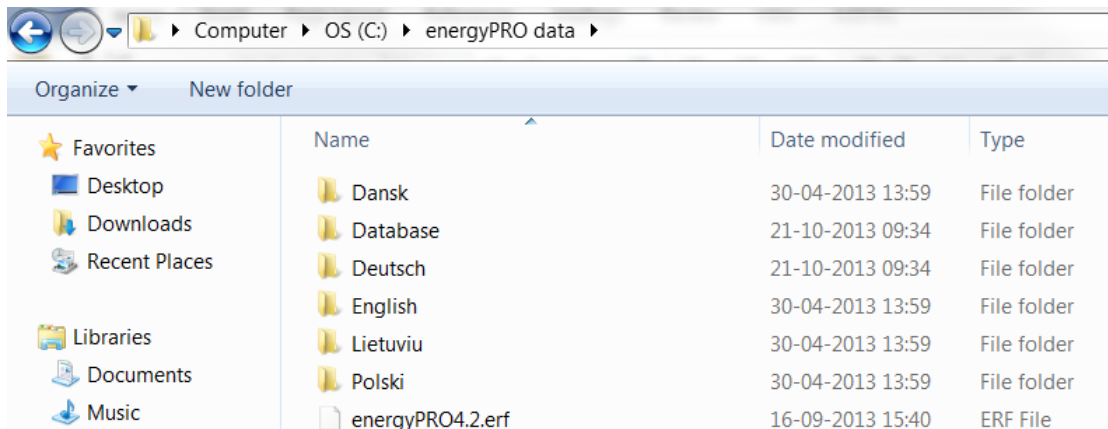 Computer ▸ OS (C:) ▸ energyPRO data ▸
Organize ▾ New folder
Favorites
Desktop
Downloads
Recent Places
Libraries
Documents
Music
Name Date modified Type
Dansk 30-04-2013 13:59 File folder
Database 21-10-2013 09:34 File folder
Deutsch 21-10-2013 09:34 File folder
English 30-04-2013 13:59 File folder
Lietuviu 30-04-2013 13:59 File folder
Polski 30-04-2013 13:59 File folder
energyPRO4.2.erf 16-09-2013 15:40 ERF File